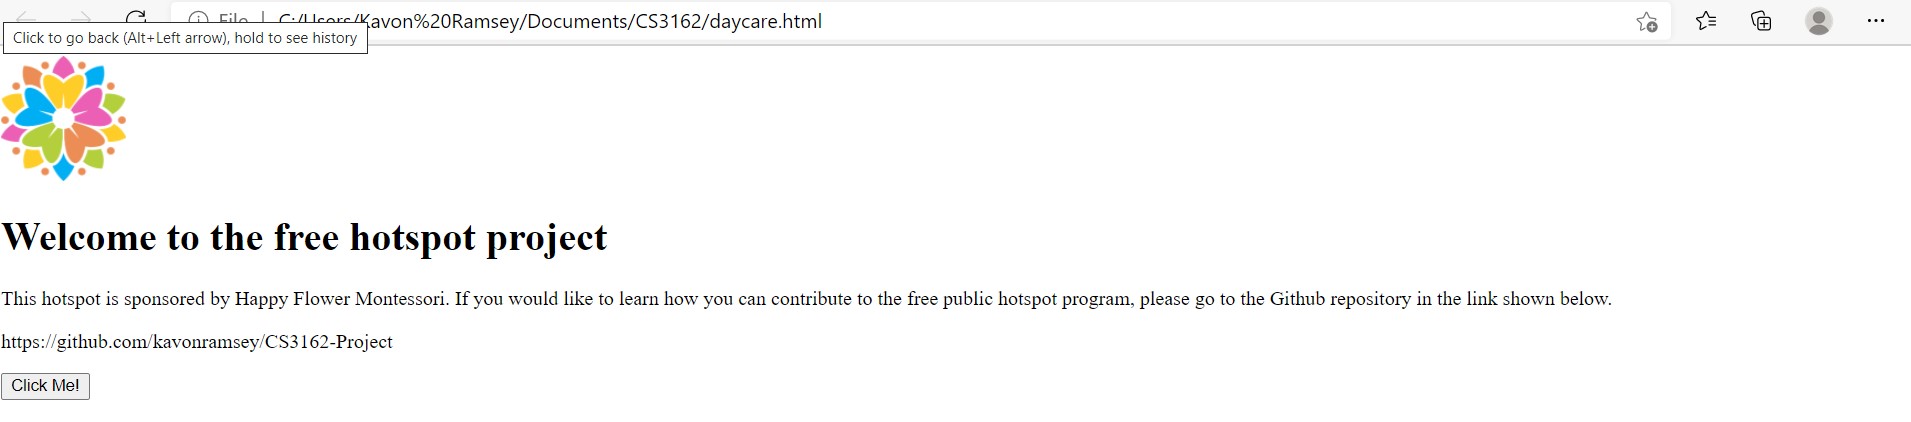 File | C:/Users/Kavon%20Ramsey/Documents/CS3162/daycare.html
Click to go back (Alt+Left arrow), hold to see history
Welcome to the free hotspot project
This hotspot is sponsored by Happy Flower Montessori. If you would like to learn how you can contribute to the free public hotspot program, please go to the Github repository in the link shown below.
https://github.com/kavonramsey/CS3162-Project
Click Me!